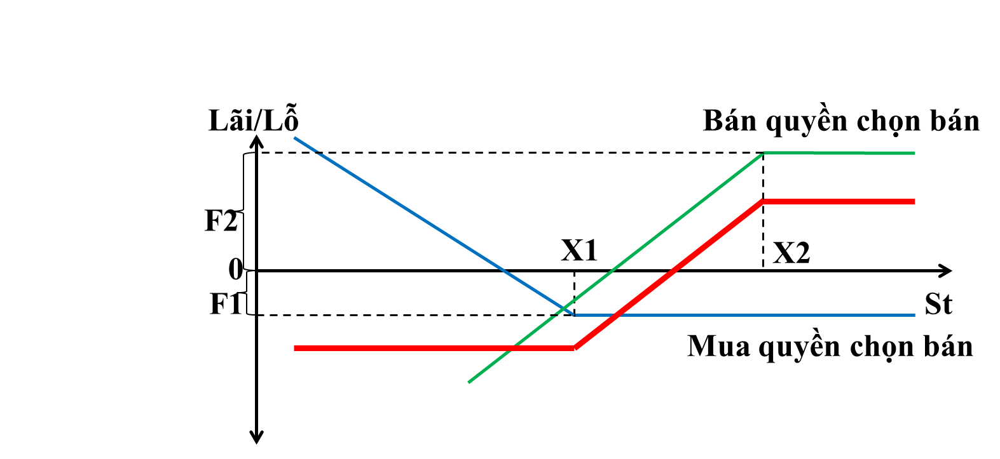 Lãi/Lỗ
Bán quyền chọn bán
F2
X1
X2
0
F1
St
Mua quyền chọn bán